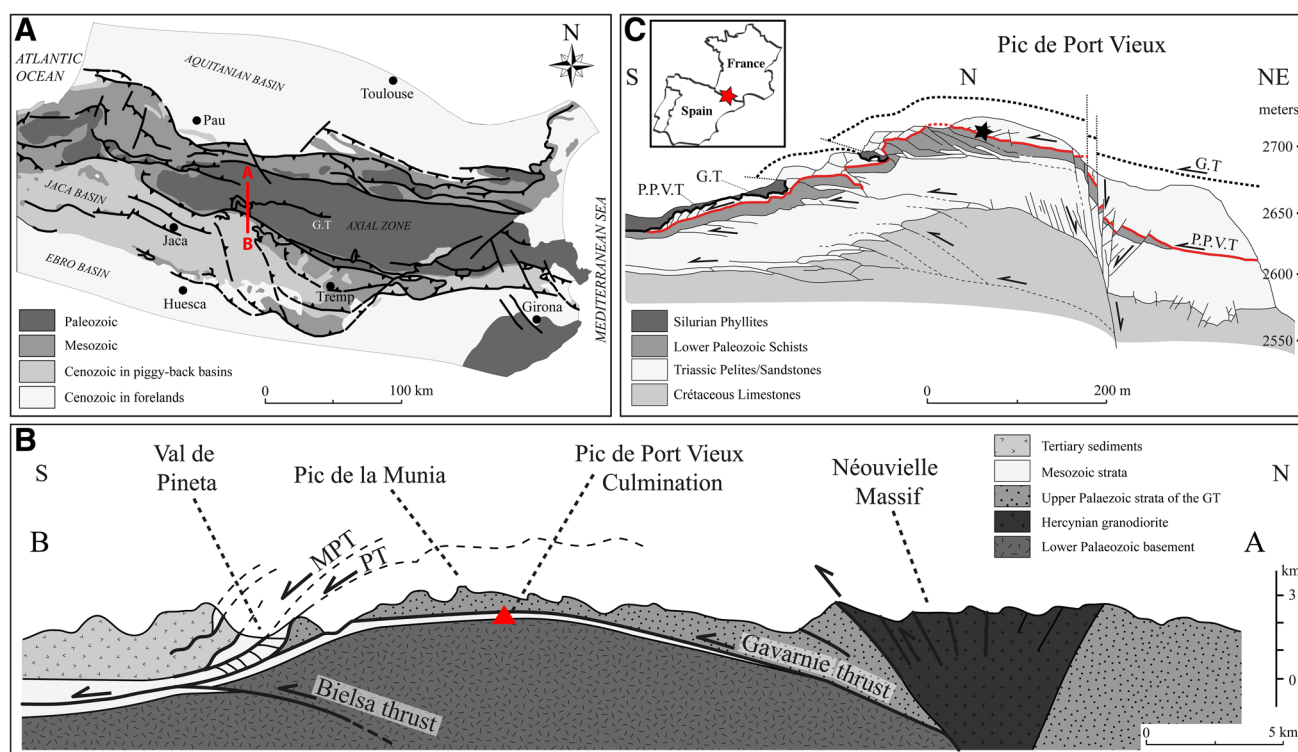 A
ATLANTIC
OCEAN
AQUITANIAN BASIN
N
Toulouse
Pau
A
JACA BASIN
G.T
AXIAL ZONE
Jaca
B
EBRO BASIN
Huesca
Tremp
Girona
MEDITERRANEAN SEA
Paleozoic
Mesozoic
Cenozoic in piggy-back basins
Cenozoic in forelands
0
100 km
C
France
Spain
Pic de Port Vieux
S
N
NE
meters
2700
G.T
G.T
P.P.V.T
2650
P.P.V.T
2600
2550
Silurian Phyllites
Lower Paleozoic Schists
Triassic Pelites/Sandstones
Crétaceous Limestones
0
200 m
B
S
Val de
Pineta
Pic de la Munia
Pic de Port Vieux
Culmination
Néouvielle
Massif
Tertiary sediments
Mesozoic strata
Upper Palaezoic strata of the GT
Hercynian granodiorite
Lower Palaeozoic basement
N
B
A
MPT
PT
km
3
0
Gavarnie thrust
Bielsa thrust
0
5 km